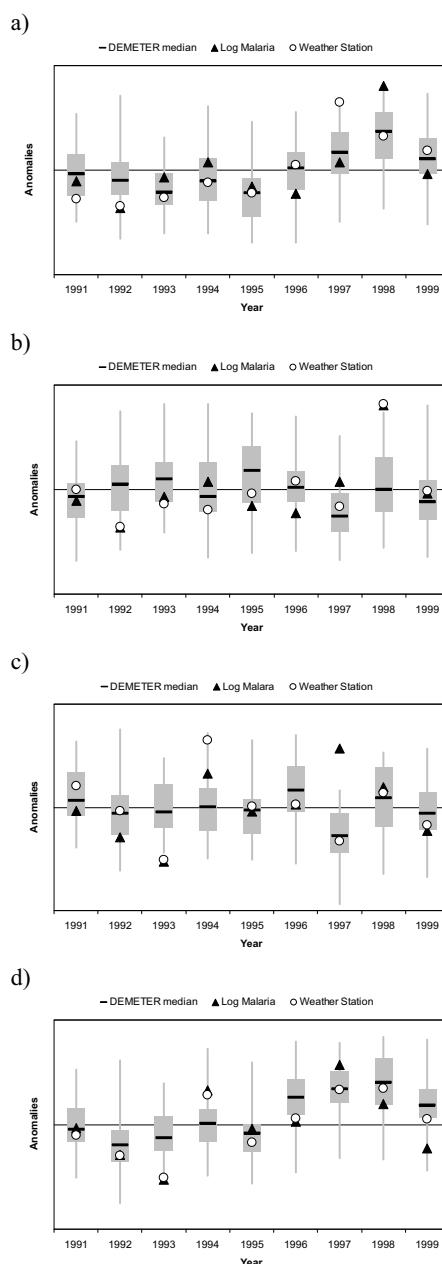 a)
DEMETER median Log Malaria Weather Station
Anomalies
1991 1992 1993 1994 1995 1996 1997 1998 1999
Year
b)
DEMETER median Log Malaria Weather Station
Anomalies
1991 1992 1993 1994 1995 1996 1997 1998 1999
Year
c)
DEMETER median Log Malara Weather Station
Anomalies
1991 1992 1993 1994 1995 1996 1997 1998 1999
Year
d)
DEMETER median Log Malaria Weather Station
Anomalies
1991 1992 1993 1994 1995 1996 1997 1998 1999
Year